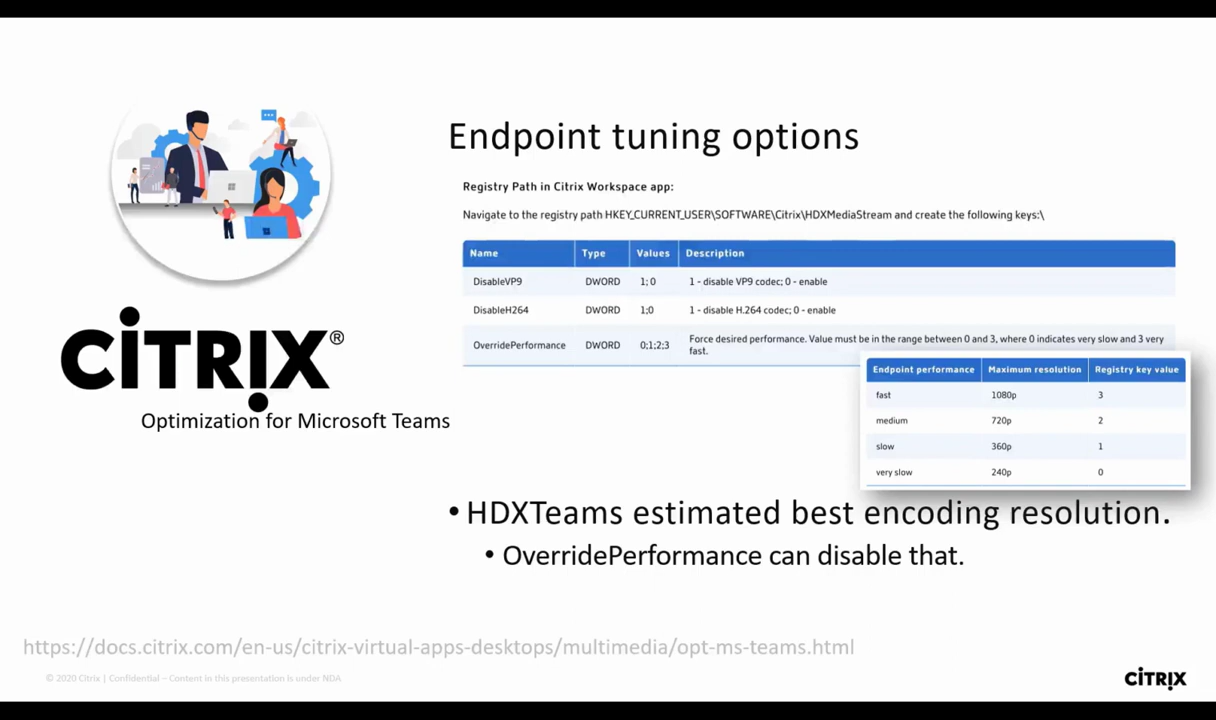 Endpoint tuning options
Registry Path in Citrix Workspace app:
Navigate to the registry path HKEY_CURRENT_USER\SOFTWARE\Citrix\HDXMediaStream and create the following keys:\
Name Type Values Description
DisableVP9 DWORD 1; 0 1 - disable VP9 codec; 0 - enable
DisableH264 DWORD 1;0 1 - disable H.264 codec; 0 - enable
OverridePerformance DWORD 0;1;2;3 Force desired performance. Value must be in the range between 0 and 3, where 0 indicates very slow and 3 very
fast.
Endpoint performance Maximum resolution Registry key value
fast 1080p 3
medium 720p 2
slow 360p 1
very slow 240p 0
CİTRIX®
Optimization for Microsoft Teams
• HDXTeams estimated best encoding resolution.
• OverridePerformance can disable that.
https://docs.citrix.com/en-us/citrix-virtual-apps-desktops/multimedia/opt-ms-teams.html
© 2020 Citrix | Confidential – Content in this presentation is under NDA
CİTRIX